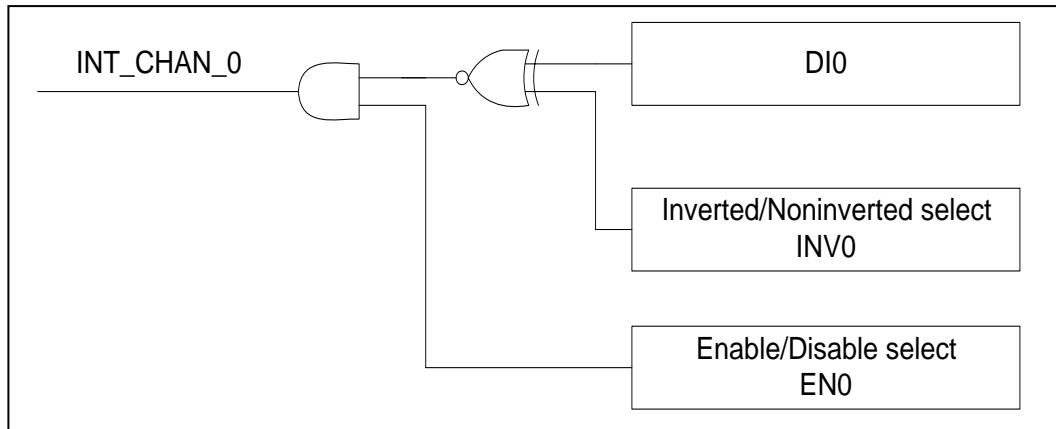 INT_CHAN_0
DI0
Inverted/Noninverted select
INV0
Enable/Disable select
EN0